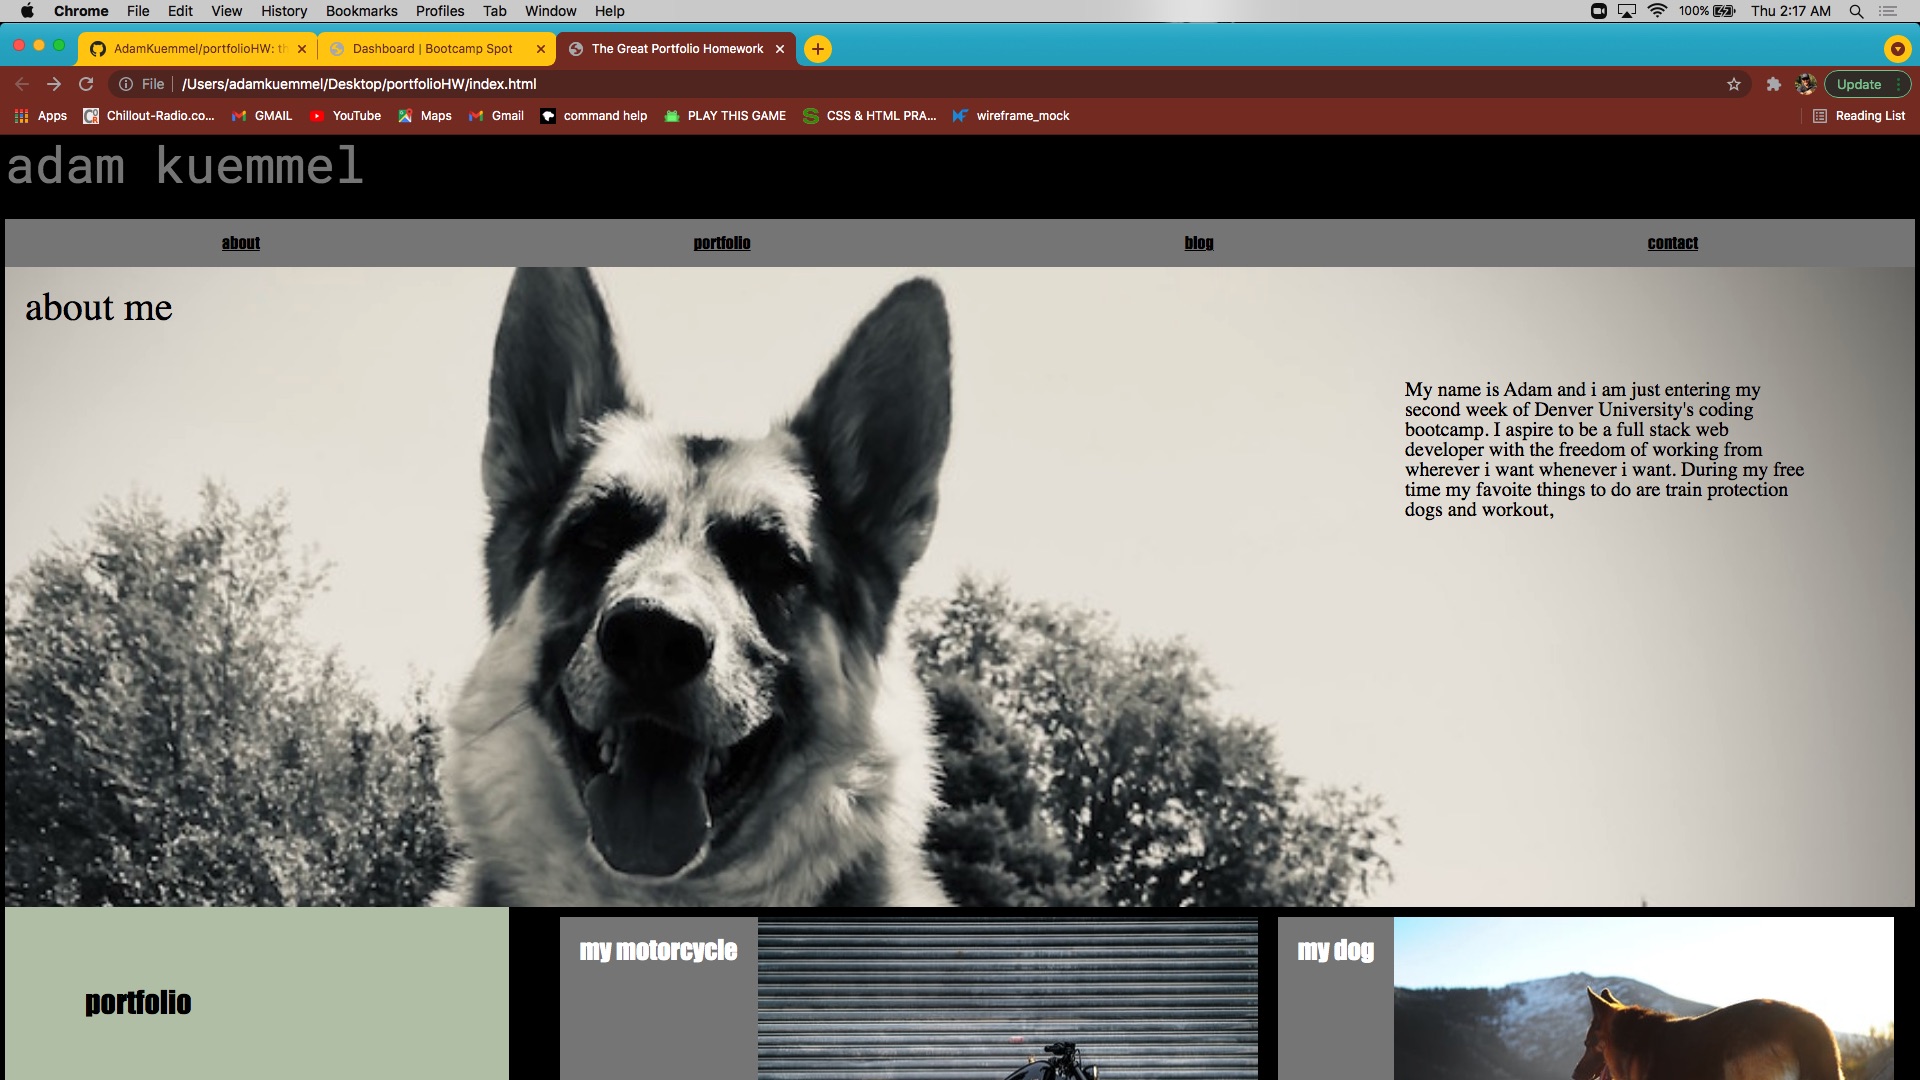 Chrome File Edit View History Bookmarks Profiles Tab Window Help 100% Thu 2:17 AM
AdamKuemmel/portfolioHW: th Dashboard | Bootcamp Spot The Great Portfolio Homework
File /Users/adamkuemmel/Desktop/portfolioHW/index.html Update
Apps Chillout-Radio.co... GMAIL YouTube Maps Gmail command help PLAY THIS GAME CSS & HTML PRA... wireframe_mock Reading List
adam kuemmel
about portfolio blog contact
about me
My name is Adam and i am just entering my
second week of Denver University's coding
bootcamp. I aspire to be a full stack web
developer with the freedom of working from
wherever i want whenever i want. During my free
time my favoite things to do are train protection
dogs and workout,
my motorcycle my dog
portfolio